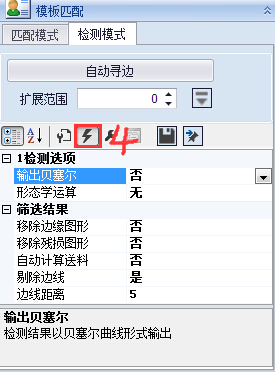 模板匹配
匹配模式 检测模式
自动寻边
扩展范围 0
4
1检测选项
输出贝塞尔 否
形态学运算 无
筛选结果
移除边缘图形 否
移除残损图形 否
自动计算送料 否
剔除边线 是
边线距离 5
输出贝塞尔
检测结果以贝塞尔曲线形式输出